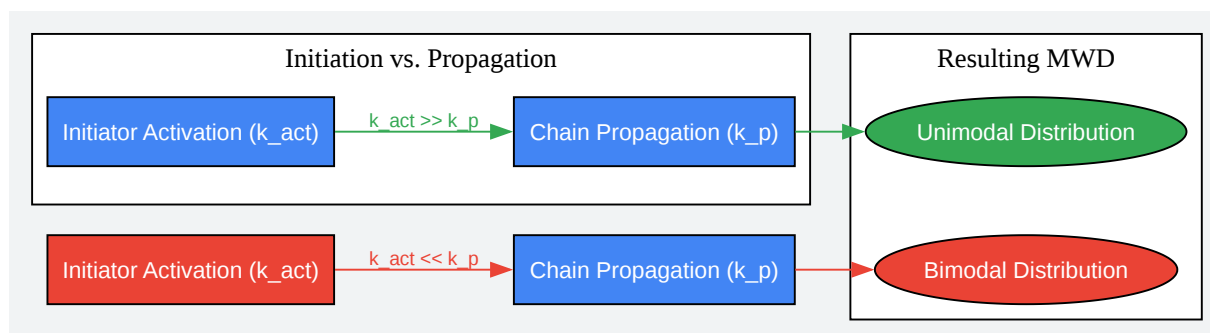 Initiation vs. Propagation
Resulting MWD
Initiator Activation (k_act)
k_act >> k_p
Chain Propagation (k_p)
Unimodal Distribution
Initiator Activation (k_act)
k_act << k_p
Chain Propagation (k_p)
Bimodal Distribution